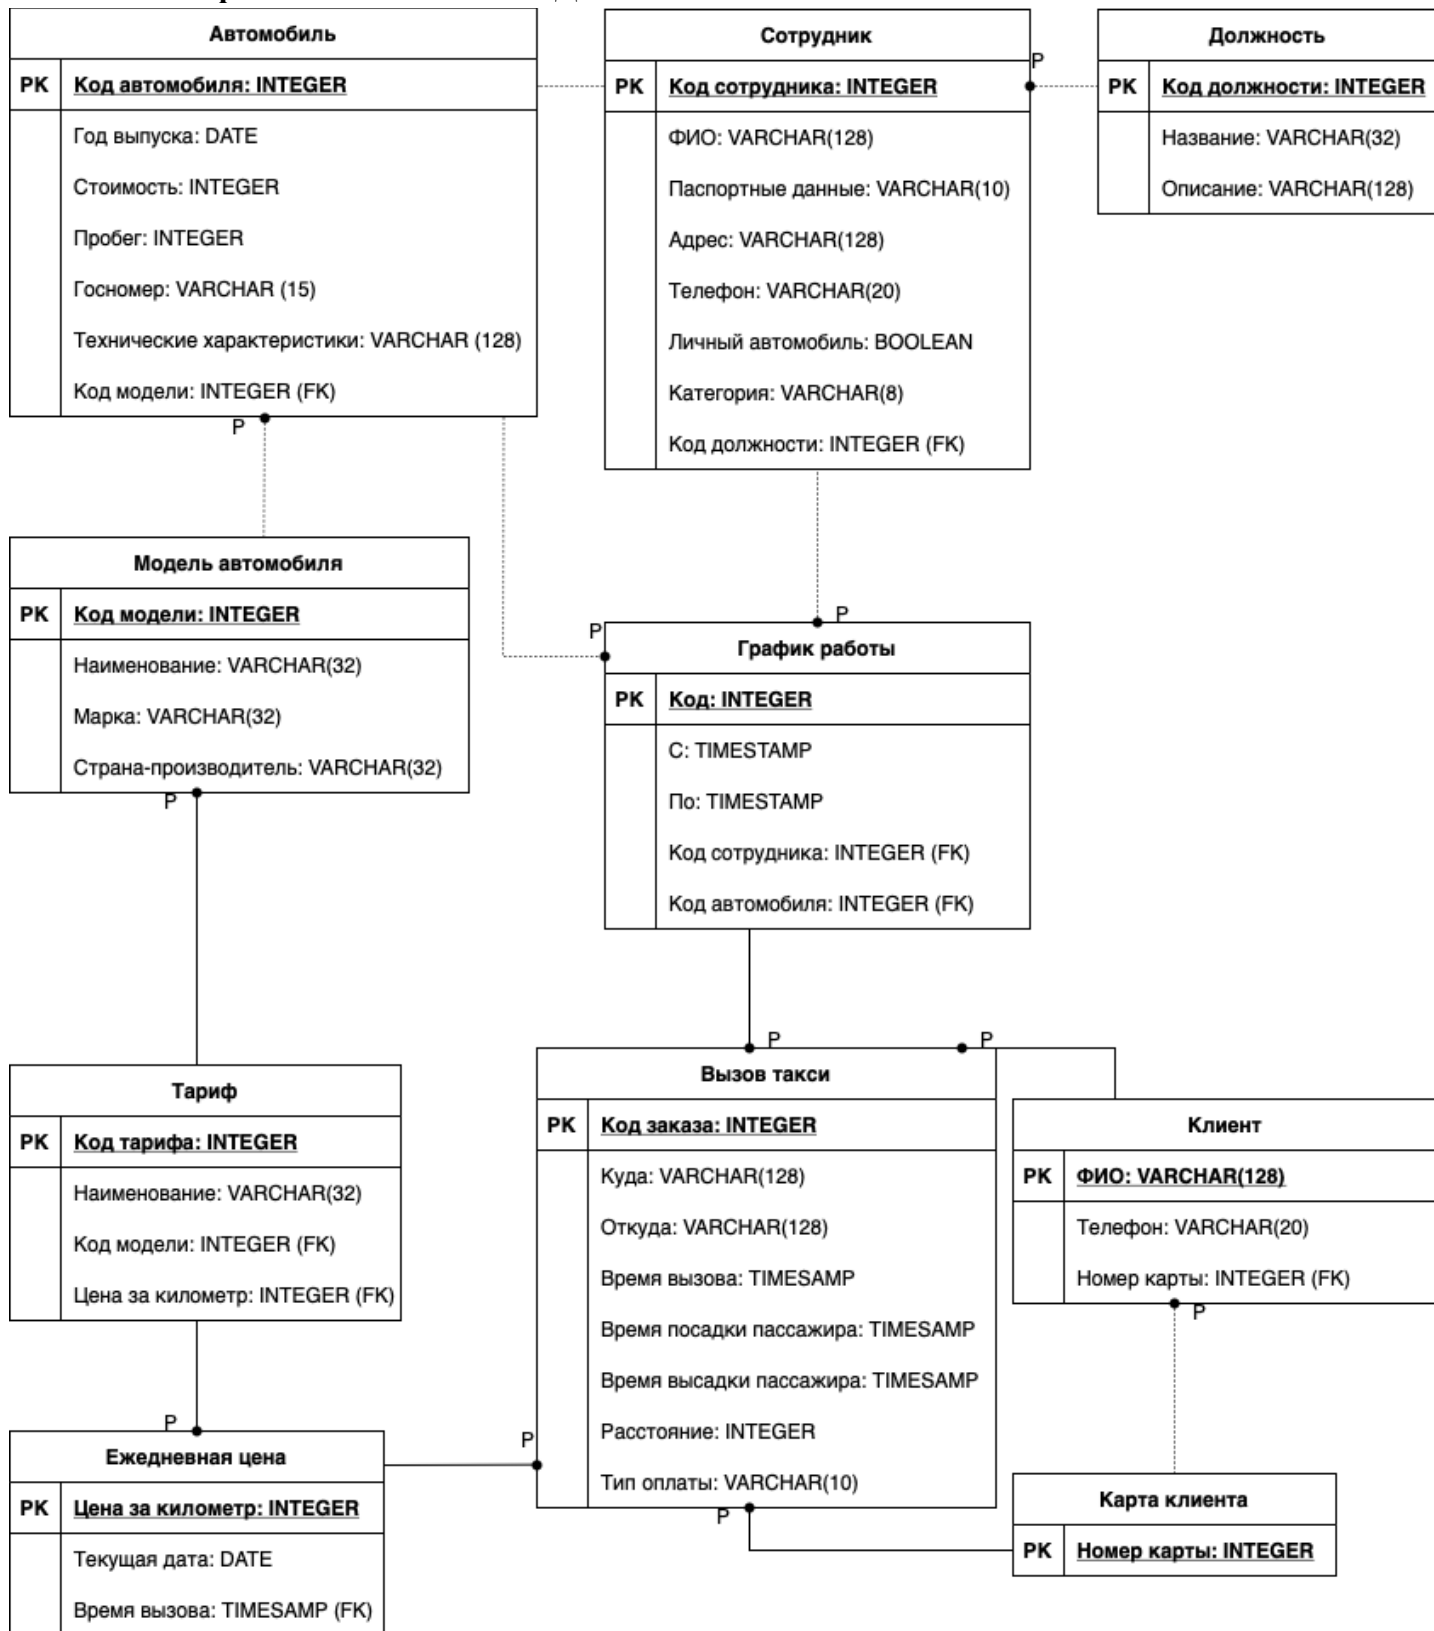 Автомобиль
PK Код автомобиля: INTEGER
Год выпуска: DATE
Стоимость: INTEGER
Пробег: INTEGER
Госномер: VARCHAR (15)
Технические характеристики: VARCHAR (128)
Код модели: INTEGER (FK)
P
Сотрудник
PK Код сотрудника: INTEGER
ФИО: VARCHAR(128)
Паспортные данные: VARCHAR(10)
Адрес: VARCHAR(128)
Телефон: VARCHAR(20)
Личный автомобиль: BOOLEAN
Категория: VARCHAR(8)
Код должности: INTEGER (FK)
P
Должность
PK Код должности: INTEGER
Название: VARCHAR(32)
Описание: VARCHAR(128)
Модель автомобиля
PK Код модели: INTEGER
Наименование: VARCHAR(32)
Марка: VARCHAR(32)
Страна-производитель: VARCHAR(32)
P
P
P
График работы
PK Код: INTEGER
С: TIMESTAMP
По: TIMESTAMP
Код сотрудника: INTEGER (FK)
Код автомобиля: INTEGER (FK)
Тариф
PK Код тарифа: INTEGER
Наименование: VARCHAR(32)
Код модели: INTEGER (FK)
Цена за километр: INTEGER (FK)
P
P
Вызов такси
PK Код заказа: INTEGER
Куда: VARCHAR(128)
Откуда: VARCHAR(128)
Время вызова: TIMESAMP
Время посадки пассажира: TIMESAMP
Время высадки пассажира: TIMESAMP
Расстояние: INTEGER
Тип оплаты: VARCHAR(10)
P
P
Клиент
PK ФИО: VARCHAR(128)
Телефон: VARCHAR(20)
Номер карты: INTEGER (FK)
P
P
Ежедневная цена
PK Цена за километр: INTEGER
Текущая дата: DATE
Время вызова: TIMESAMP (FK)
Карта клиента
PK Номер карты: INTEGER